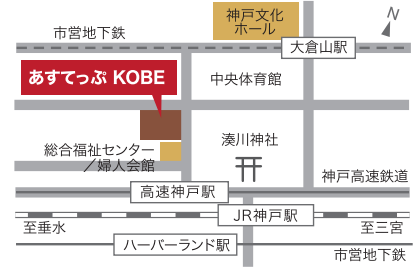 神戸文化
ホール
N
市営地下鉄
大倉山駅
あすてっぷ KOBE
中央体育館
総合福祉センター
／婦人会館
湊川神社
神戸高速鉄道
高速神戸駅
JR神戸駅
至垂水
至三宮
ハーバーランド駅
市営地下鉄